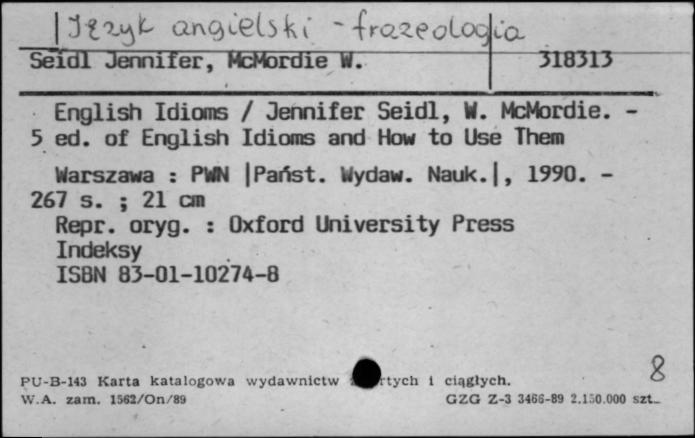 Język angielski - frazeologia
Seidl Jennifer, McMordie W. 318313
English Idioms / Jennifer Seidl, W. McMordie. -
5 ed. of English Idioms and How to Use Them
Warszawa : PWN |Państ. Wydaw. Nauk.|, 1990. -
267 s. ; 21 cm
Repr. oryg. : Oxford University Press
Indeksy
ISBN 83-01-10274-8
8
PU-B-143 Karta katalogowa wydawnictw i ciągłych.
W.A. zam. 1562/On/89 GZG Z-3 3466-89 2.150.000 szt.